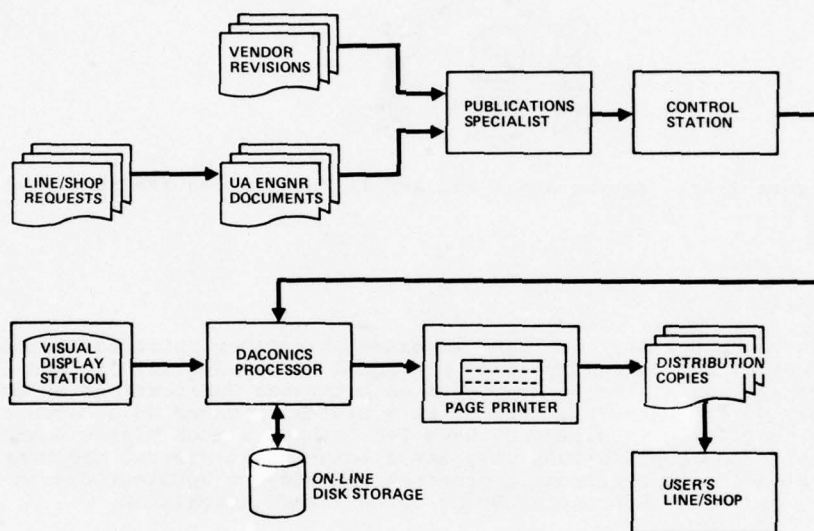 VENDOR
REVISIONS
PUBLICATIONS
SPECIALIST
CONTROL
STATION
LINE/SHOP
REQUESTS
UA ENGNR
DOCUMENTS
VISUAL
DISPLAY
STATION
DACONICS
PROCESSOR
PAGE PRINTER
DISTRIBUTION
COPIES
ON-LINE
DISK STORAGE
USER'S
LINE/SHOP